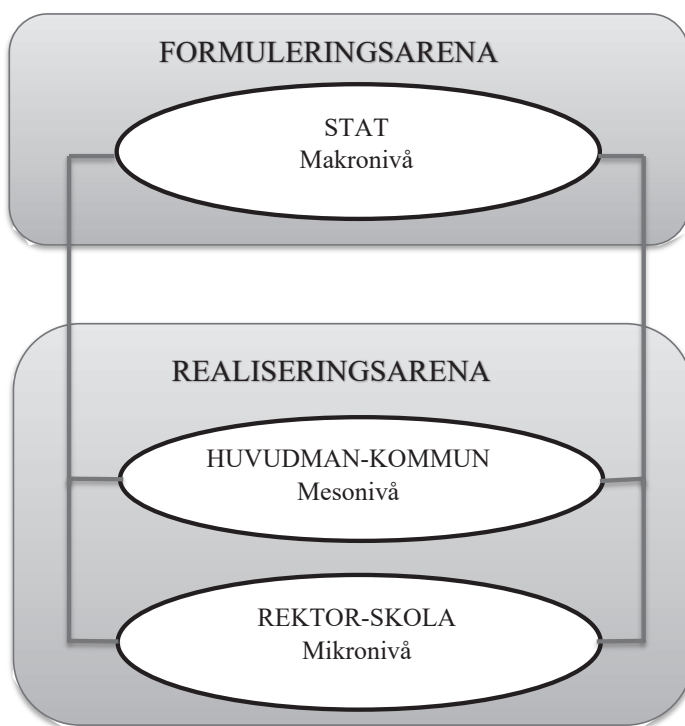 FORMULERINGSARENA
STAT
Makronivå
REALISERINGSARENA
HUVUDMAN-KOMMUN
Mesonivå
REKTOR-SKOLA
Mikronivå